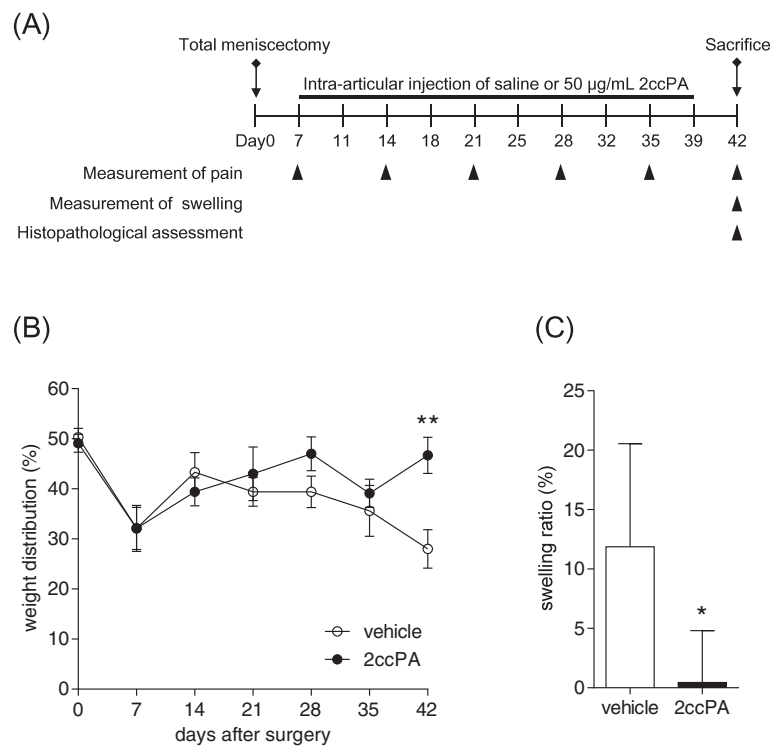 (A)
Total meniscectomy
Sacrifice
Intra-articular injection of saline or 50 µg/mL 2ccPA
Day0 7 11 14 18 21 25 28 32 35 39 42
Measurement of pain
Measurement of swelling
Histopathological assessment
(B)
60
50
40
30
20
10
0
weight distribution (%)
**
vehicle
2ccPA
0 7 14 21 28 35 42
days after surgery
(C)
25
20
15
10
5
0
swelling ratio (%)
*
vehicle 2ccPA